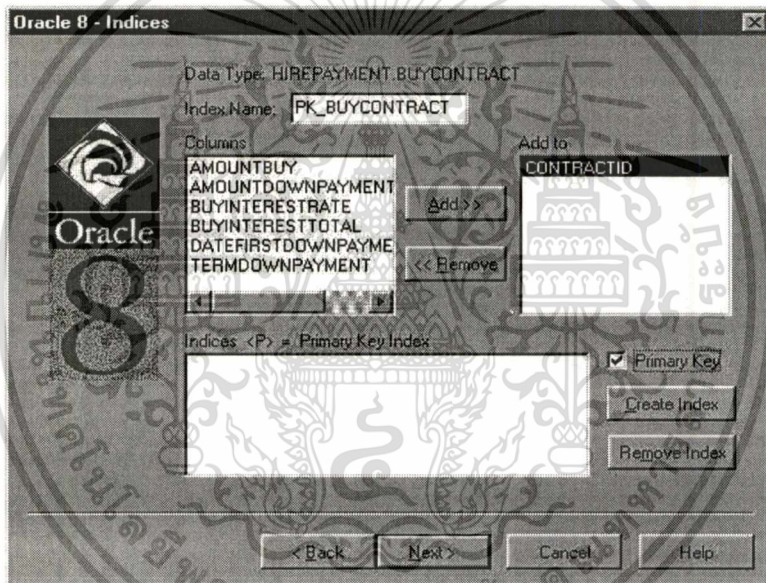 Oracle 8 - Indices
Data Type: HIREPAYMENT.BUYCONTRACT
Index Name: PK_BUYCONTRACT
Columns
Add to
AMOUNTBUY
AMOUNTDOWNPAYMENT
BUYINTERESTRATE
BUYINTERESTTOTAL
DATEFIRSTDOWNPAYME
TERMDOWNPAYMENT
Add >>
<< Remove
CONTRACTID
Oracle
8
Indices <P> = Primary Key Index
Primary Key
Create Index
Remove Index
< Back
Next >
Cancel
Help